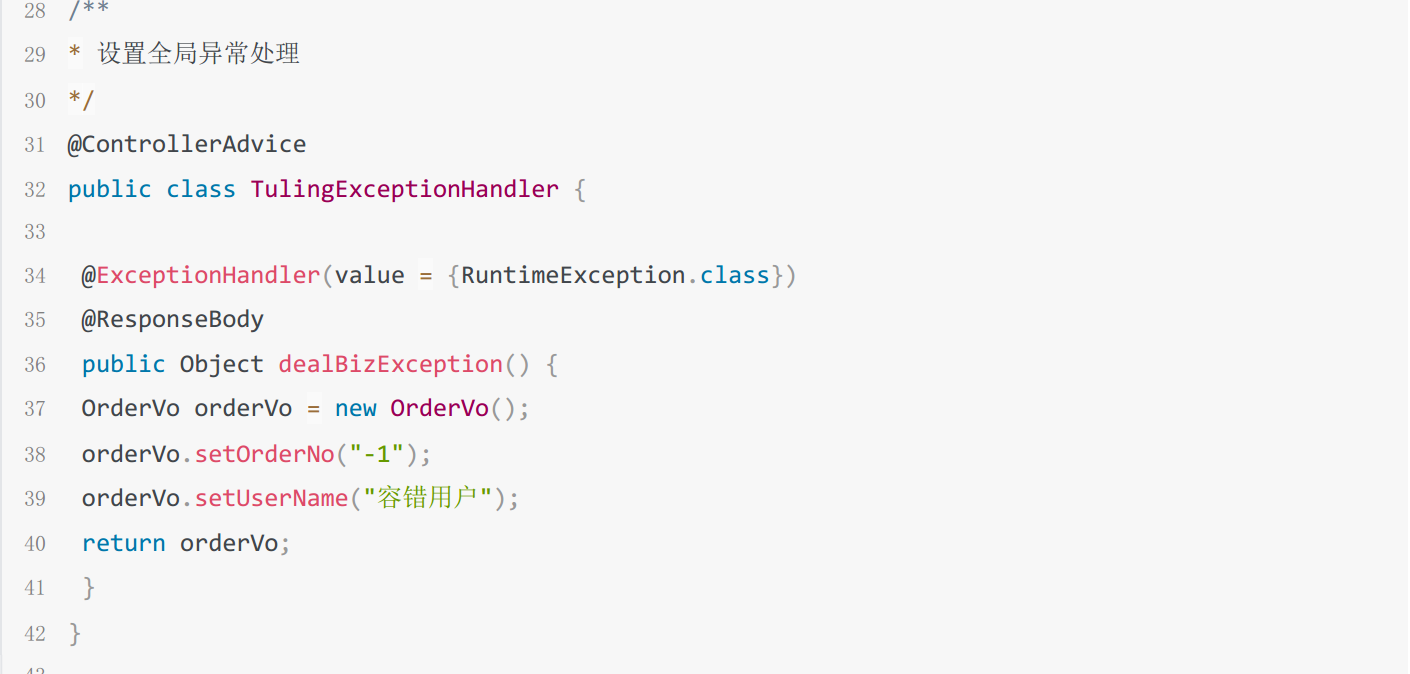 28 /**
29 * 设置全局异常处理
30 */
31 @ControllerAdvice
32 public class TulingExceptionHandler {
33
34 @ExceptionHandler(value = {RuntimeException.class})
35 @ResponseBody
36 public Object dealBizException() {
37 OrderVo orderVo = new OrderVo();
38 orderVo.setOrderNo("-1");
39 orderVo.setUserName("容错用户");
40 return orderVo;
41 }
42 }